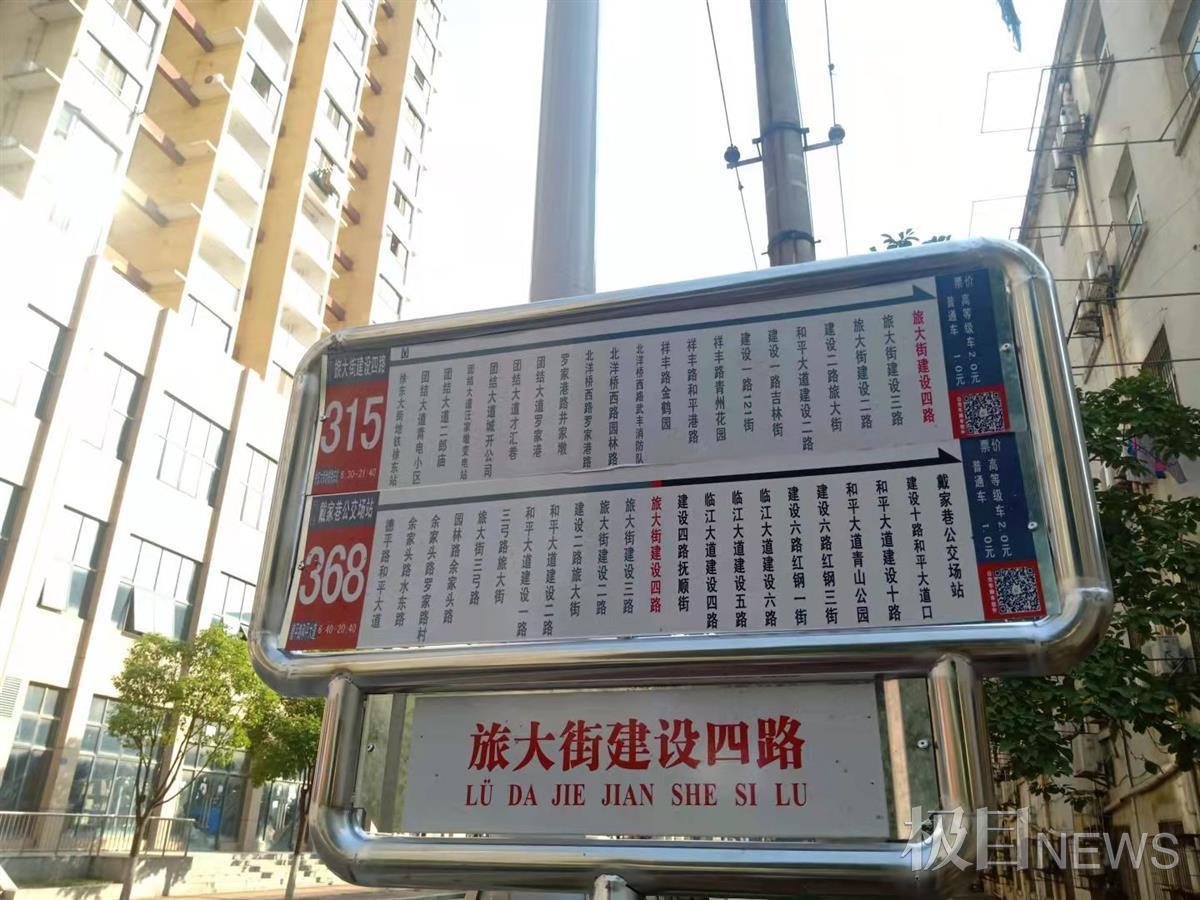 旅大街建设四路
315
6:30-21:40
徐东大街地铁徐东站
团结大道青电小区
团结大道二郎庙
团结大道汪家墩变电站
团结大道城开公司
团结大道才汇巷
团结大道罗家港
罗家港路井家墩
北洋桥西路罗家港路
北洋桥西路园林路
北洋桥西路武丰消防队
祥丰路金鹤园
祥丰路和平港路
祥丰路青州花园
建设一路121街
建设一路吉林街
和平大道建设二路
建设二路旅大街
旅大街建设二路
旅大街建设三路
旅大街建设四路
票价
高等级车 2.0元
普通车 1.0元
戴家巷公交场站
368
6:40-20:40
德平路和平大道
余家头路水东路
余家头路罗家路村
园林路余家头路
旅大街三弓路
三弓路旅大街
和平大道建设一路
和平大道建设二路
建设二路旅大街
旅大街建设二路
旅大街建设三路
旅大街建设四路
建设四路抚顺街
临江大道建设四路
临江大道建设五路
临江大道建设六路
建设六路红钢一街
建设六路红钢三街
和平大道青山公园
和平大道建设十路
建设十路和平大道口
戴家巷公交场站
票价
高等级车 2.0元
普通车 1.0元
旅大街建设四路
LÜ DA JIE JIAN SHE SI LU
极目NEWS